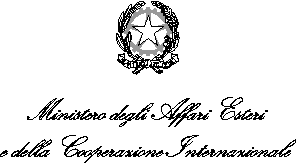 Ministero degli Affari Esteri
e della Cooperazione Internazionale